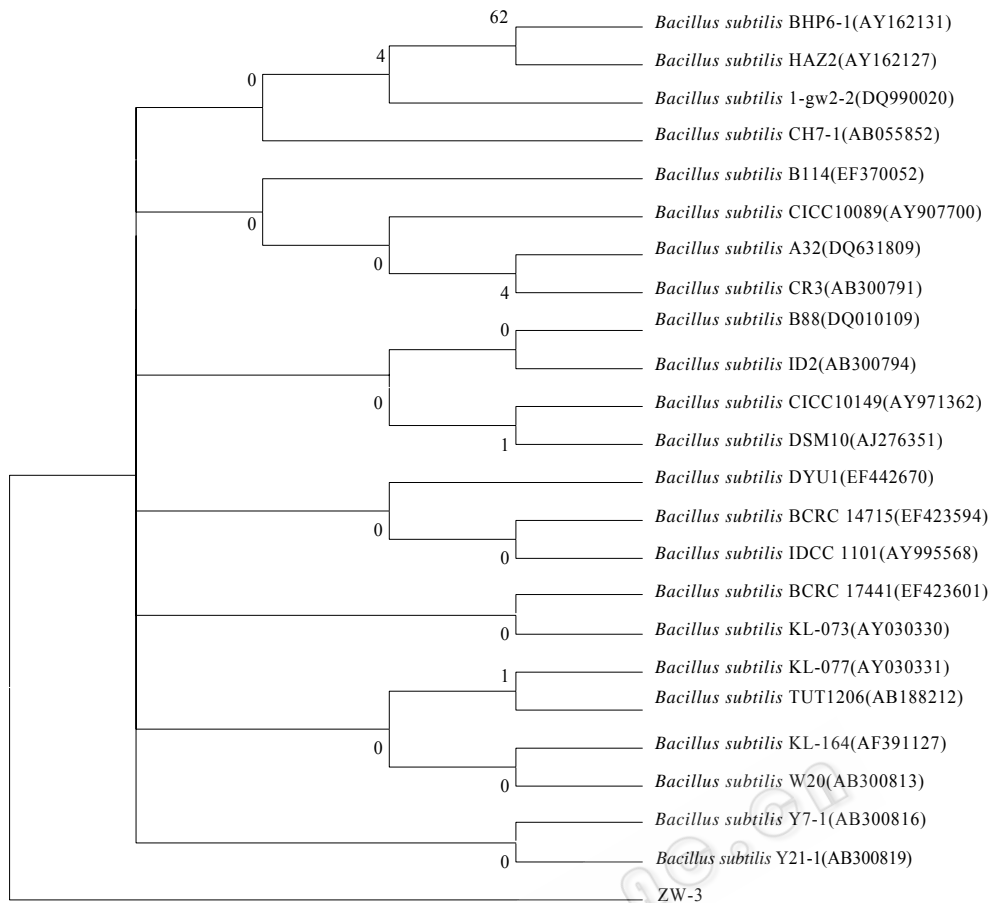 62
Bacillus subtilis BHP6-1(AY162131)
4
Bacillus subtilis HAZ2(AY162127)
0
Bacillus subtilis 1-gw2-2(DQ990020)
Bacillus subtilis CH7-1(AB055852)
Bacillus subtilis B114(EF370052)
0
Bacillus subtilis CICC10089(AY907700)
0
Bacillus subtilis A32(DQ631809)
4
Bacillus subtilis CR3(AB300791)
0
Bacillus subtilis B88(DQ010109)
Bacillus subtilis ID2(AB300794)
0
Bacillus subtilis CICC10149(AY971362)
1
Bacillus subtilis DSM10(AJ276351)
Bacillus subtilis DYU1(EF442670)
0
Bacillus subtilis BCRC 14715(EF423594)
0
Bacillus subtilis IDCC 1101(AY995568)
Bacillus subtilis BCRC 17441(EF423601)
0
Bacillus subtilis KL-073(AY030330)
1
Bacillus subtilis KL-077(AY030331)
Bacillus subtilis TUT1206(AB188212)
0
Bacillus subtilis KL-164(AF391127)
0
Bacillus subtilis W20(AB300813)
Bacillus subtilis Y7-1(AB300816)
0
Bacillus subtilis Y21-1(AB300819)
ZW-3